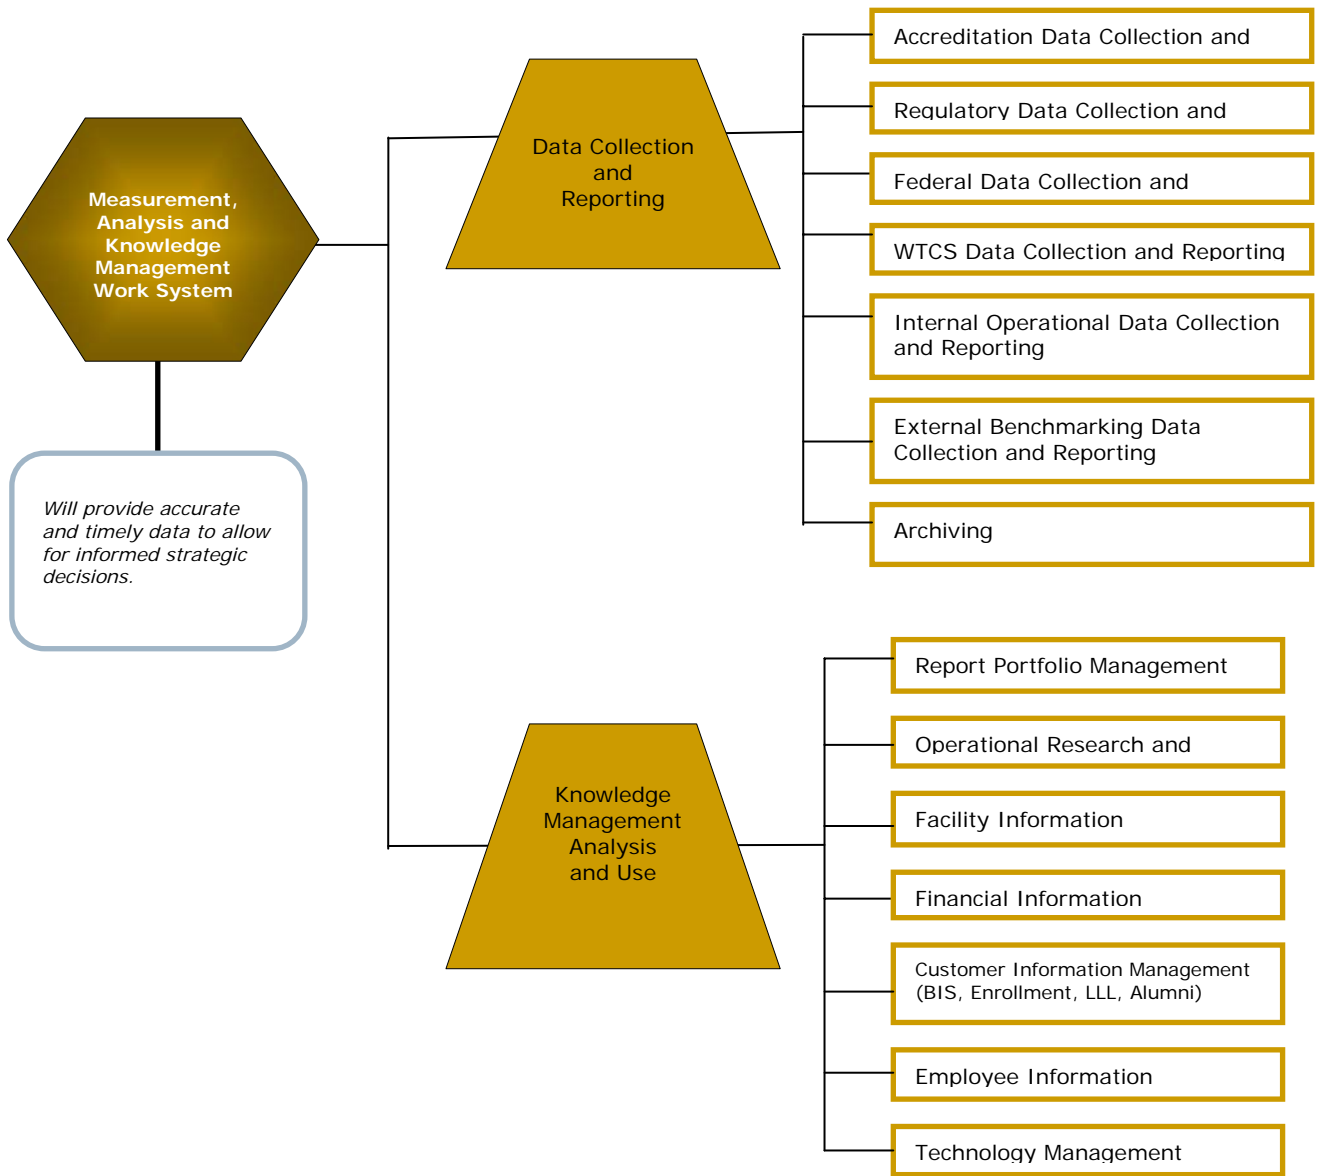 Measurement,
Analysis and
Knowledge
Management
Work System
Will provide accurate
and timely data to allow
for informed strategic
decisions.
Data Collection
and
Reporting
Accreditation Data Collection and
Regulatory Data Collection and
Federal Data Collection and
WTCS Data Collection and Reporting
Internal Operational Data Collection
and Reporting
External Benchmarking Data
Collection and Reporting
Archiving
Knowledge
Management
Analysis
and Use
Report Portfolio Management
Operational Research and
Facility Information
Financial Information
Customer Information Management
(BIS, Enrollment, LLL, Alumni)
Employee Information
Technology Management